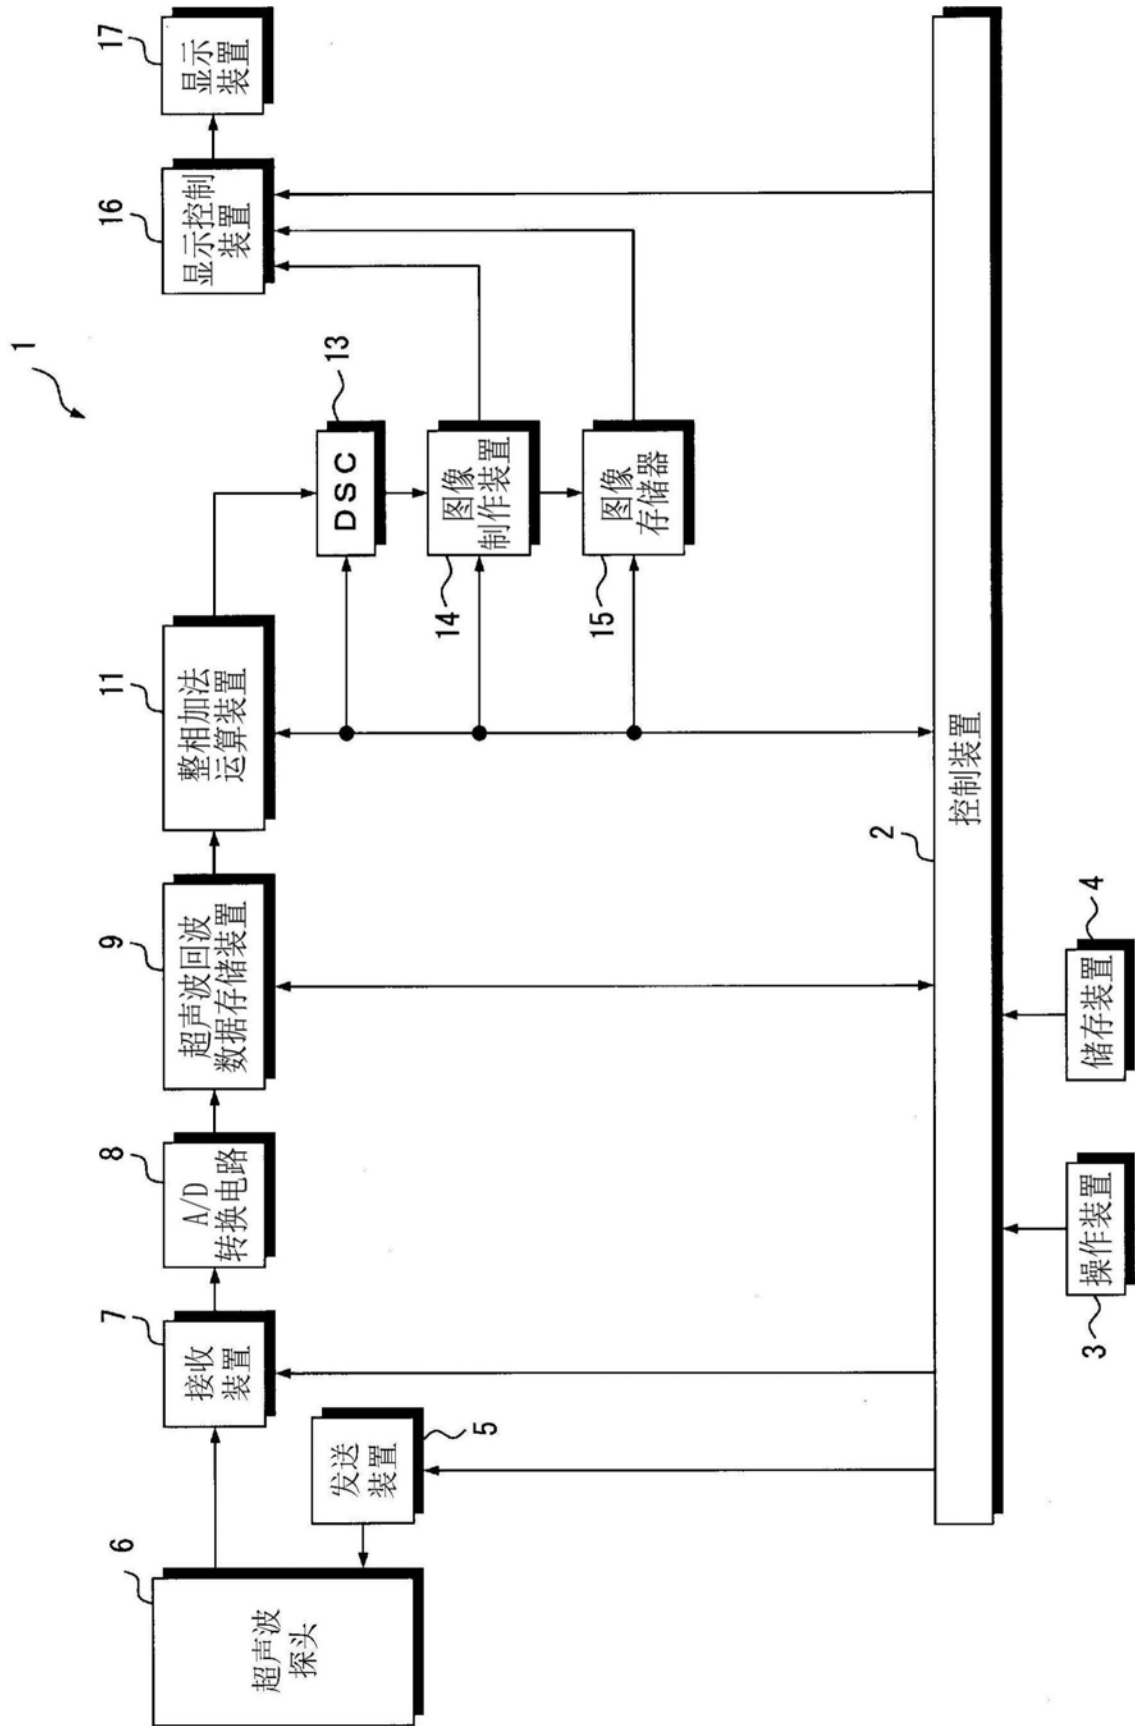 1
6
超声波
探头
5
发送
装置
7
接收
装置
8
A/D
转换电路
9
超声波回波
数据存储装置
11
整相加法
运算装置
13
DSC
14
图像
制作装置
15
图像
存储器
16
显示控制
装置
17
显示
装置
2
控制装置
3
操作装置
4
储存装置